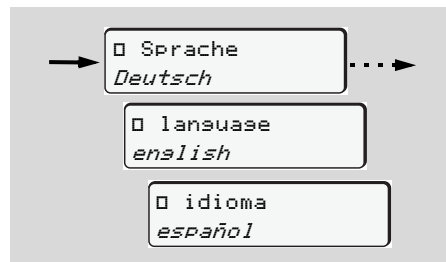 □ Sprache
Deutsch
□ language
english
□ idioma
español